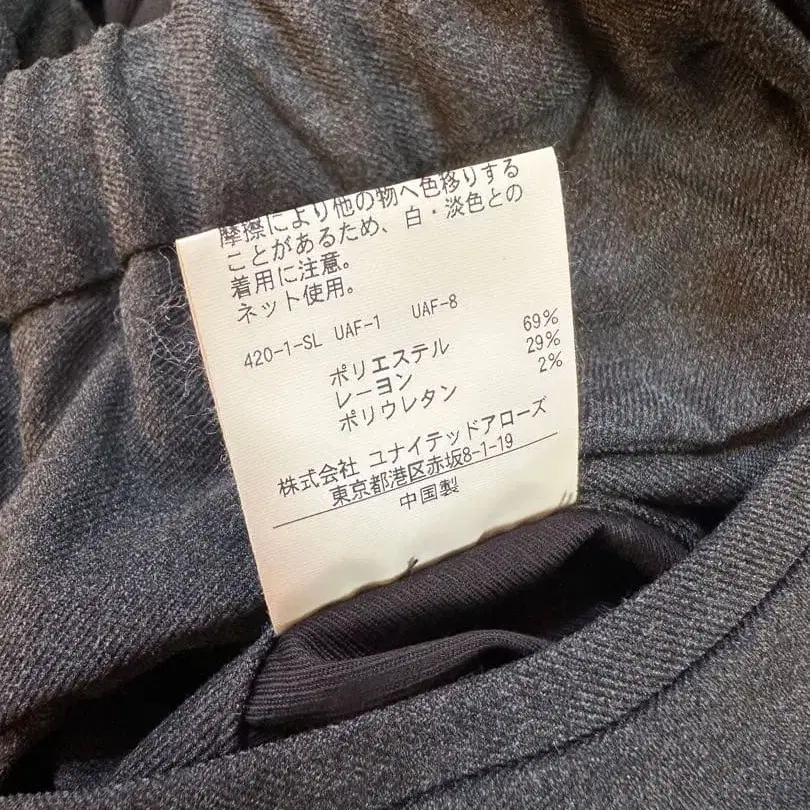 摩擦により他の物へ色移りする
ことがあるため、白・淡色との
着用に注意。
ネット使用。
420-1-SL UAF-1 UAF-8
ポリエステル 69%
レーヨン 29%
ポリウレタン 2%
株式会社 ユナイテッドアローズ
東京都港区赤坂8-1-19
中国製